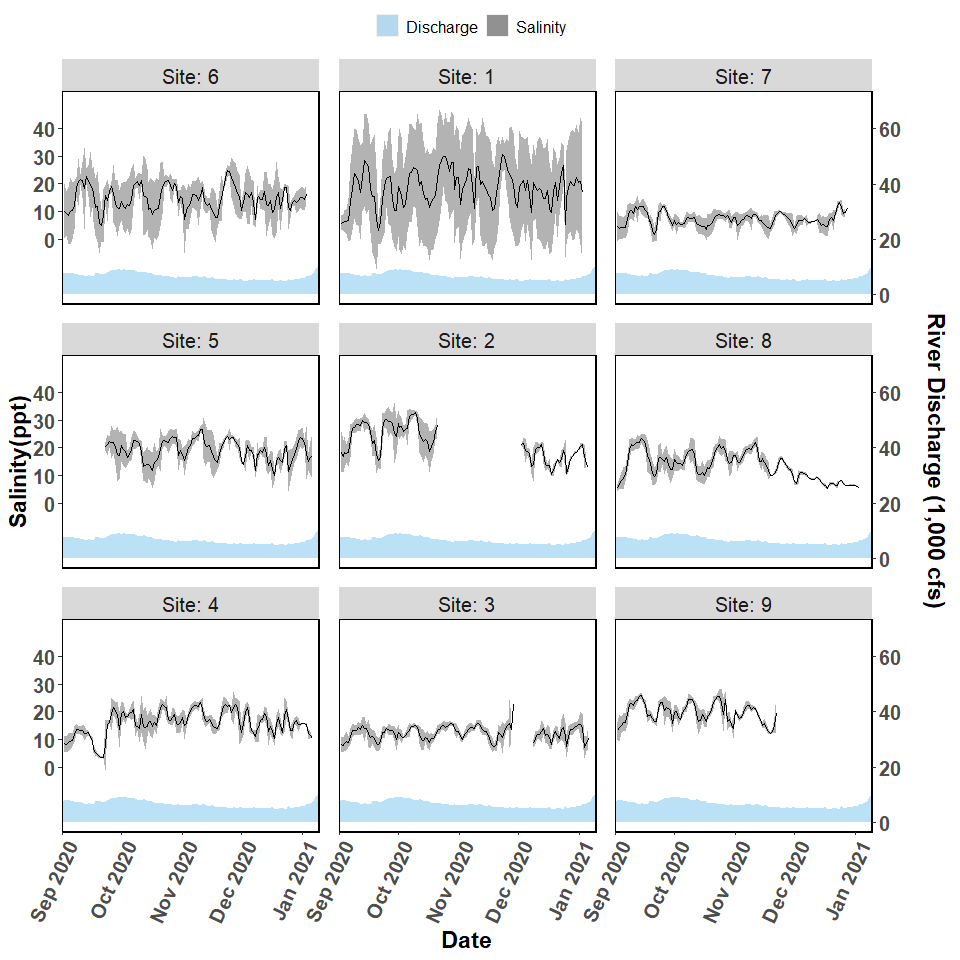 Discharge Salinity
Site: 6 Site: 1 Site: 7
40 60
30
20 40
10
0 20
0
Site: 5 Site: 2 Site: 8
40 60
30
20 40
10
0 20
0
Site: 4 Site: 3 Site: 9
40 60
30
20 40
10
0 20
0
Salinity(ppt)
River Discharge (1,000 cfs)
Sep 2020 Oct 2020 Nov 2020 Dec 2020 Jan 2021 Sep 2020 Oct 2020 Nov 2020 Dec 2020 Jan 2021 Sep 2020 Oct 2020 Nov 2020 Dec 2020 Jan 2021
Date